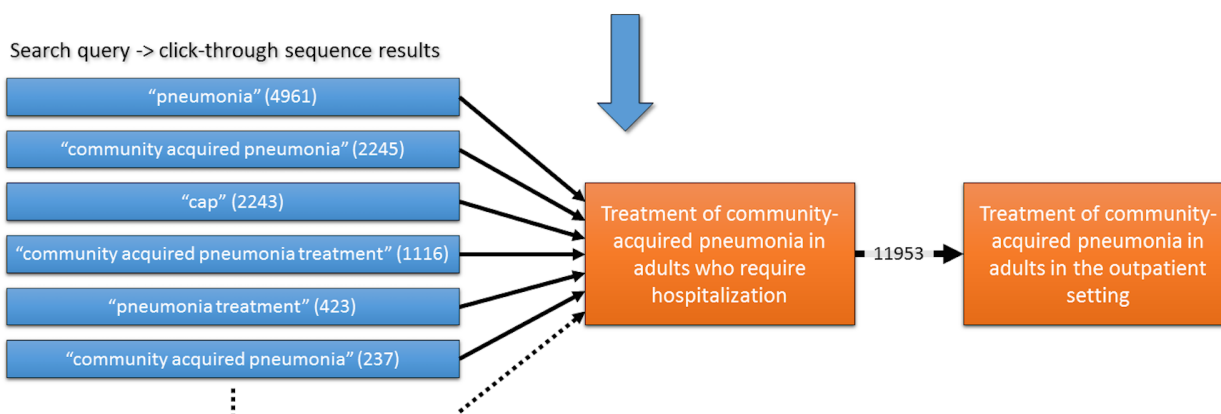 Search query -> click-through sequence results
“pneumonia” (4961)
“community acquired pneumonia” (2245)
“cap” (2243)
“community acquired pneumonia treatment” (1116)
“pneumonia treatment” (423)
“community acquired pneumonia” (237)
Treatment of community-
acquired pneumonia in
adults who require
hospitalization
11953
Treatment of community-
acquired pneumonia in
adults in the outpatient
setting